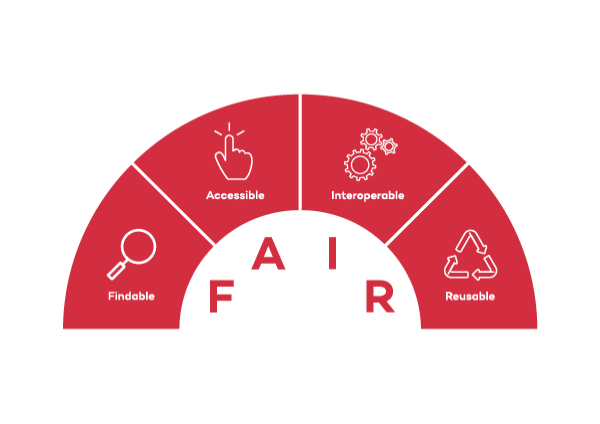 Accessible
Interoperable
Findable
Reusable
F A I R